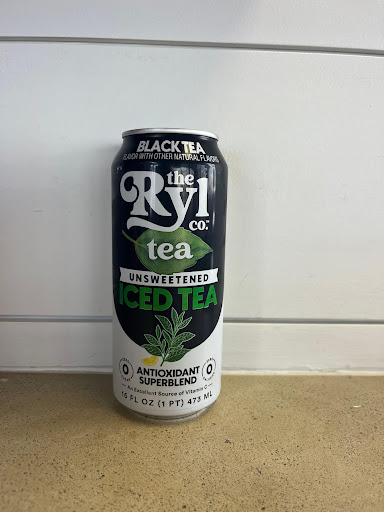 BLACK TEA
FLAVOR WITH OTHER NATURAL FLAVORS
the
Ryl
co.™
tea
UNSWEETENED
ICED TEA
0
0
ANTIOXIDANT
SUPERBLEND
An Excellent Source of Vitamin C
16 FL OZ (1 PT) 473 ML